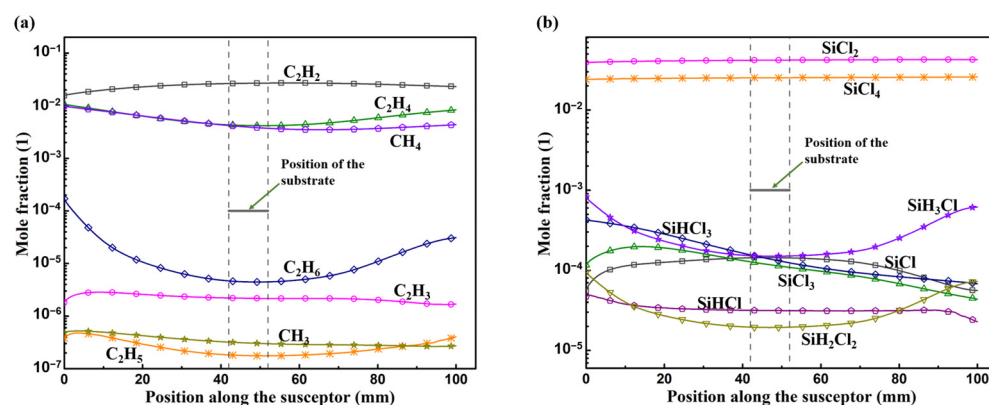 (a)
10⁻¹
10⁻²
10⁻³
10⁻⁴
10⁻⁵
10⁻⁶
10⁻⁷
Mole fraction (1)
C₂H₂
C₂H₄
CH₄
Position of the
substrate
C₂H₆
C₂H₃
CH₃
C₂H₅
0 20 40 60 80 100
Position along the susceptor (mm)
(b)
10⁻²
10⁻³
10⁻⁴
10⁻⁵
Mole fraction (1)
SiCl₂
SiCl₄
Position of the
substrate
SiH₃Cl
SiHCl₃
SiCl
SiCl₃
SiHCl
SiH₂Cl₂
0 20 40 60 80 100
Position along the susceptor (mm)